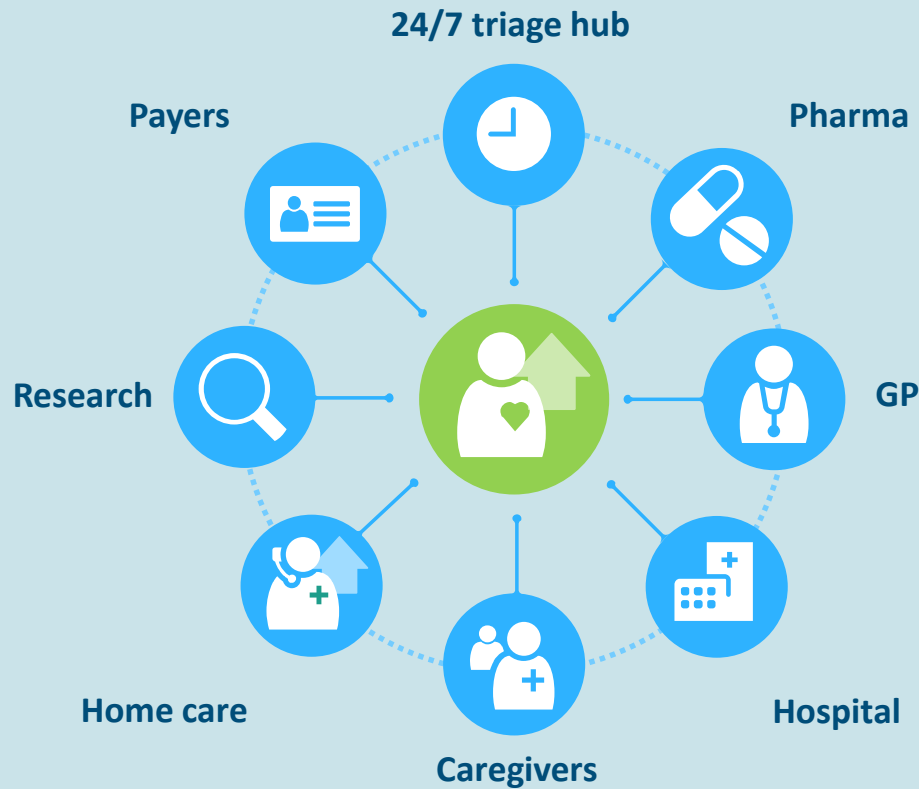 24/7 triage hub
Payers
Pharma
Research
GP
Home care
Hospital
Caregivers